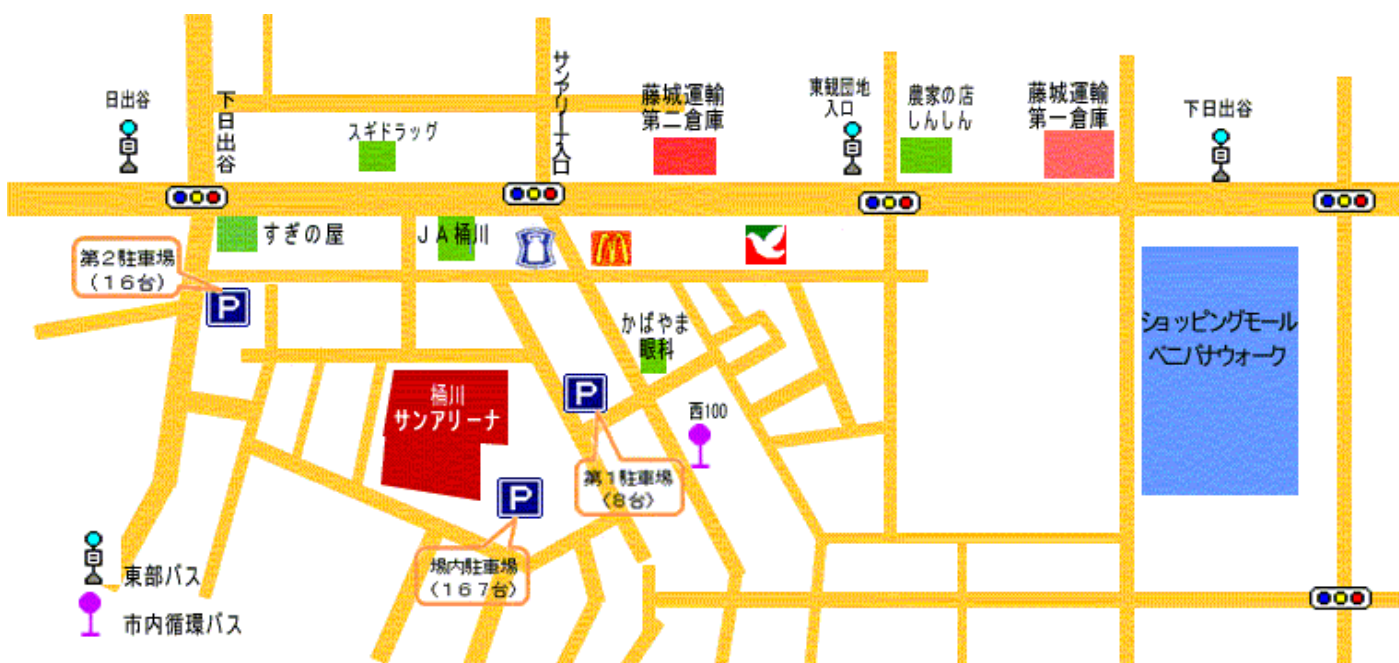 日出谷
下日出谷
スギドラッグ
サンアリーナ入口
藤城運輸
第二倉庫
東観団地
入口
農家の店
しんしん
藤城運輸
第一倉庫
下日出谷
すぎの屋
JA桶川
第2駐車場
(16台)
P
かばやま
眼科
ショッピングモール
ベニバナウォーク
桶川
サンアリーナ
P
西100
第1駐車場
(8台)
P
場内駐車場
(167台)
東部バス
市内循環バス